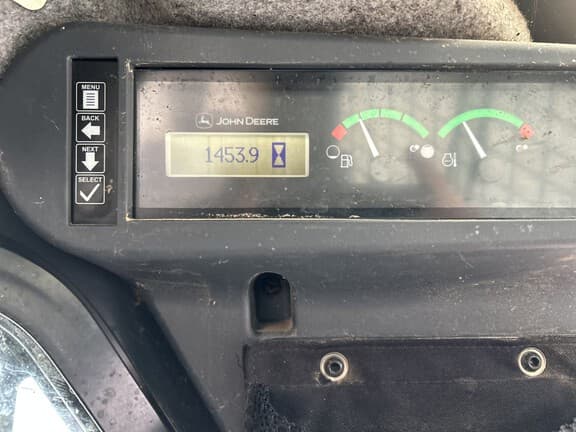 MENU
BACK
NEXT
SELECT
JOHN DEERE
1453.9